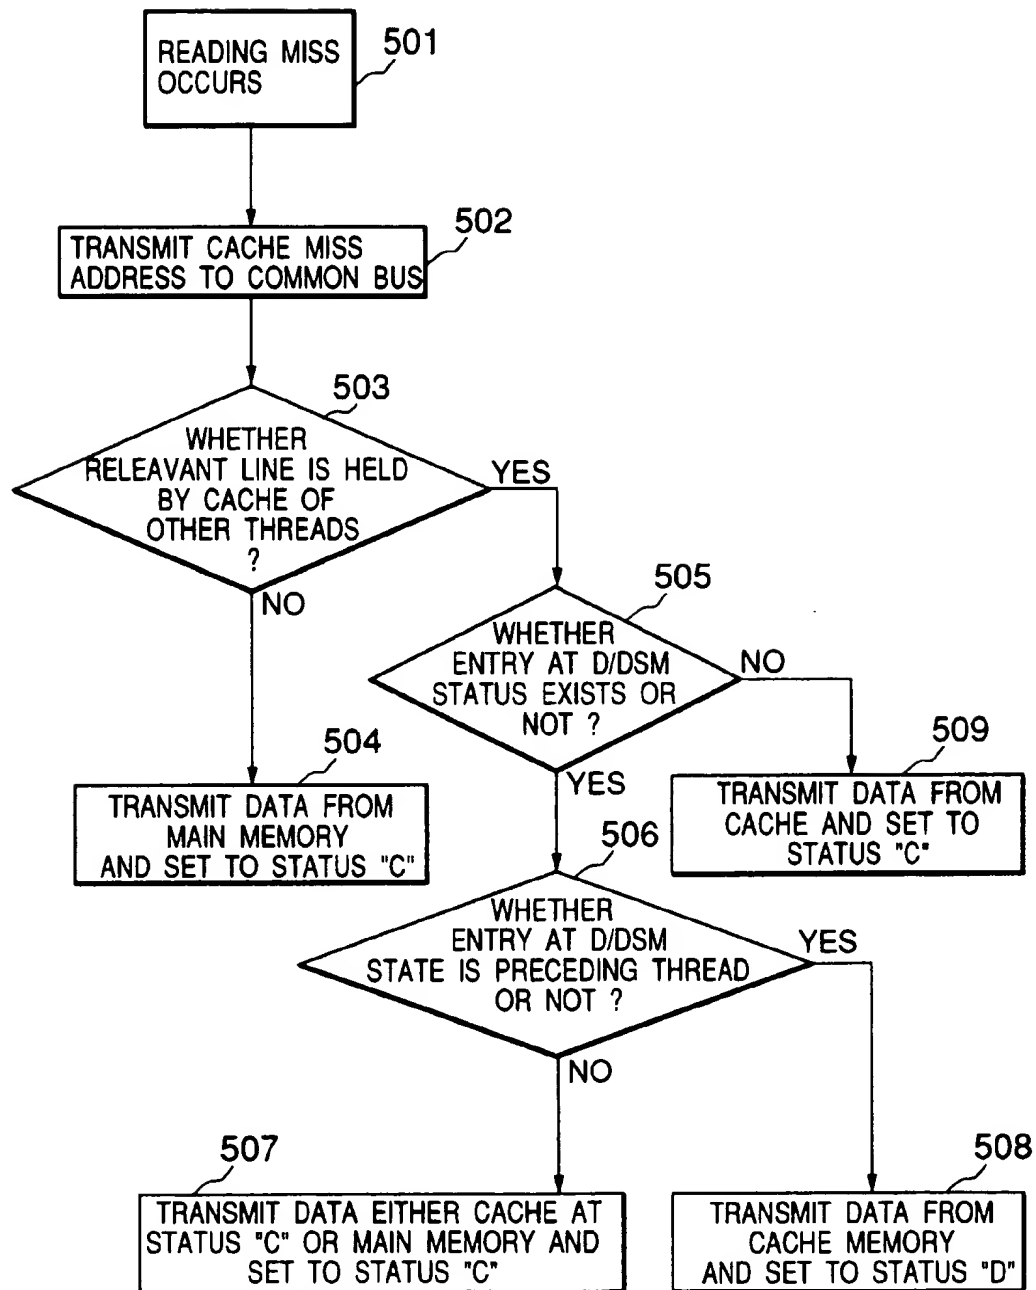 READING MISS
OCCURS
501
502
TRANSMIT CACHE MISS
ADDRESS TO COMMON BUS
503
WHETHER
RELEAVANT LINE IS HELD
BY CACHE OF
OTHER THREADS
?
YES
NO
505
WHETHER
ENTRY AT D/DSM
STATUS EXISTS OR
NOT ?
NO
YES
504
TRANSMIT DATA FROM
MAIN MEMORY
AND SET TO STATUS "C"
509
TRANSMIT DATA FROM
CACHE AND SET TO
STATUS "C"
506
WHETHER
ENTRY AT D/DSM
STATE IS PRECEDING THREAD
OR NOT ?
YES
NO
507
TRANSMIT DATA EITHER CACHE AT
STATUS "C" OR MAIN MEMORY AND
SET TO STATUS "C"
508
TRANSMIT DATA FROM
CACHE MEMORY
AND SET TO STATUS "D"